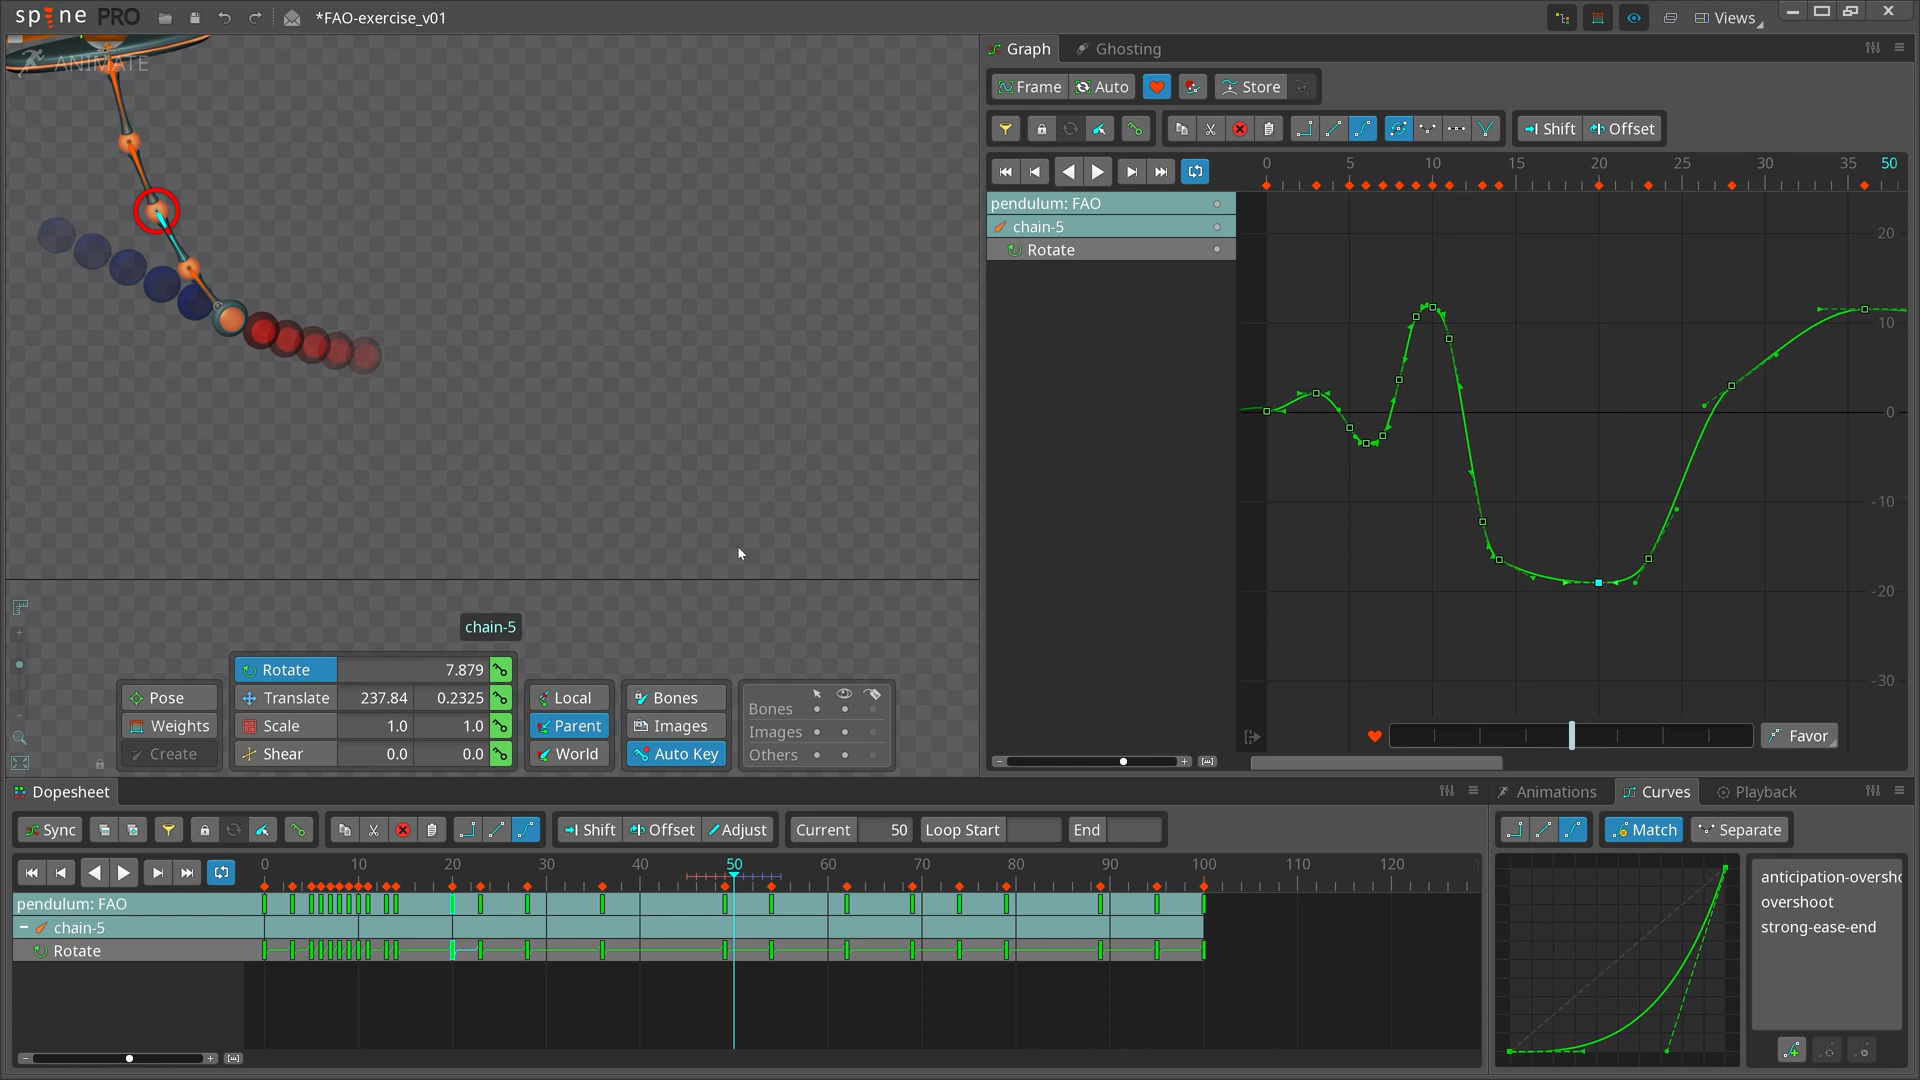 spine PRO
*FAO-exercise_v01
Views
ANIMATE
Graph
Ghosting
Frame
Auto
Store
Shift
Offset
0 5 10 15 20 25 30 35 50
pendulum: FAO
chain-5
Rotate
20
10
0
-10
-20
-30
Favor
chain-5
Rotate 7.879
Translate 237.84 0.2325
Scale 1.0 1.0
Shear 0.0 0.0
Pose
Weights
Create
Local
Parent
World
Bones
Images
Auto Key
Bones
Images
Others
Dopesheet
Sync
Shift
Offset
Adjust
Current 50
Loop Start
End
0 10 20 30 40 50 60 70 80 90 100 110 120
pendulum: FAO
chain-5
Rotate
Animations
Curves
Playback
Match
Separate
anticipation-oversho
overshoot
strong-ease-end